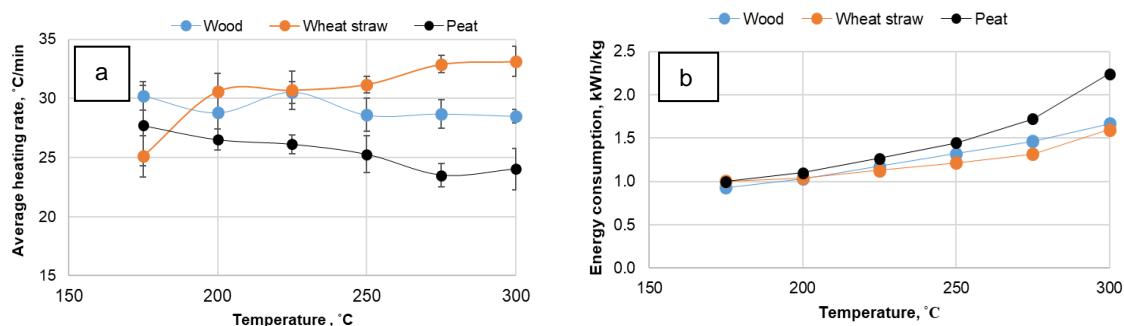 Wood Wheat straw Peat
a
Average heating rate, ˚C/min
35
30
25
20
15
150 200 250 300
Temperature , ˚C
Wood Wheat straw Peat
b
Energy consumption, kWh/kg
2.5
2.0
1.5
1.0
0.5
0.0
150 200 250 300
Temperature, ˚C